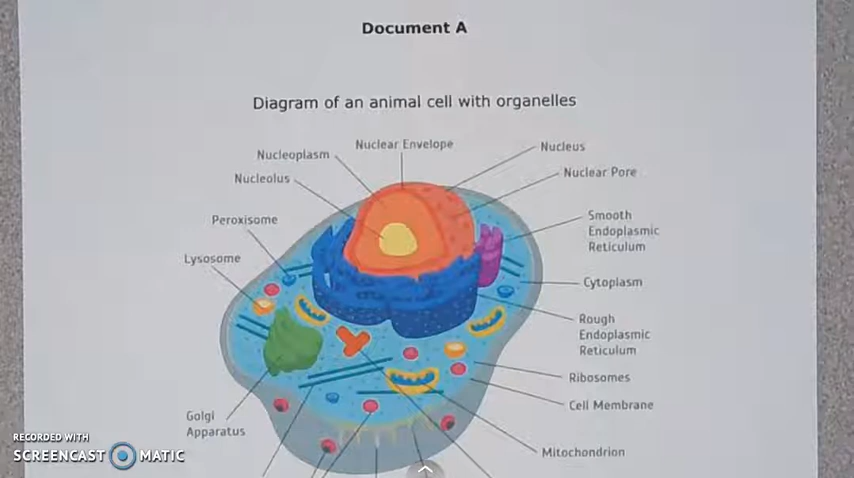 Document A
Diagram of an animal cell with organelles
Nuclear Envelope
Nucleoplasm
Nucleus
Nucleolus
Nuclear Pore
Peroxisome
Smooth
Endoplasmic
Reticulum
Lysosome
Cytoplasm
Rough
Endoplasmic
Reticulum
Ribosomes
Cell Membrane
Golgi
Apparatus
Mitochondrion
RECORDED WITH
SCREENCAST MATIC